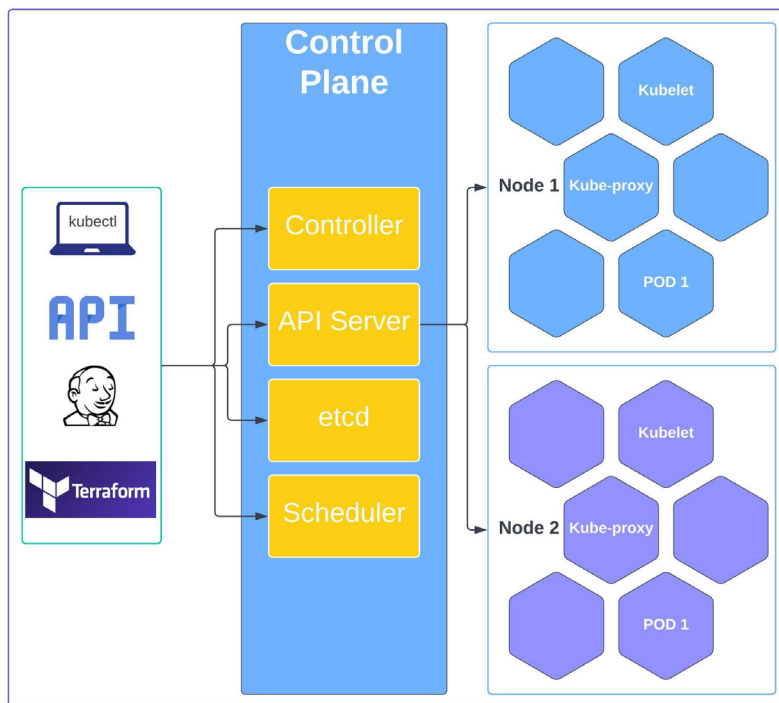 Control
Plane
kubectl
API
Terraform
Controller
API Server
etcd
Scheduler
Kubelet
Node 1
Kube-proxy
POD 1
Kubelet
Node 2
Kube-proxy
POD 1